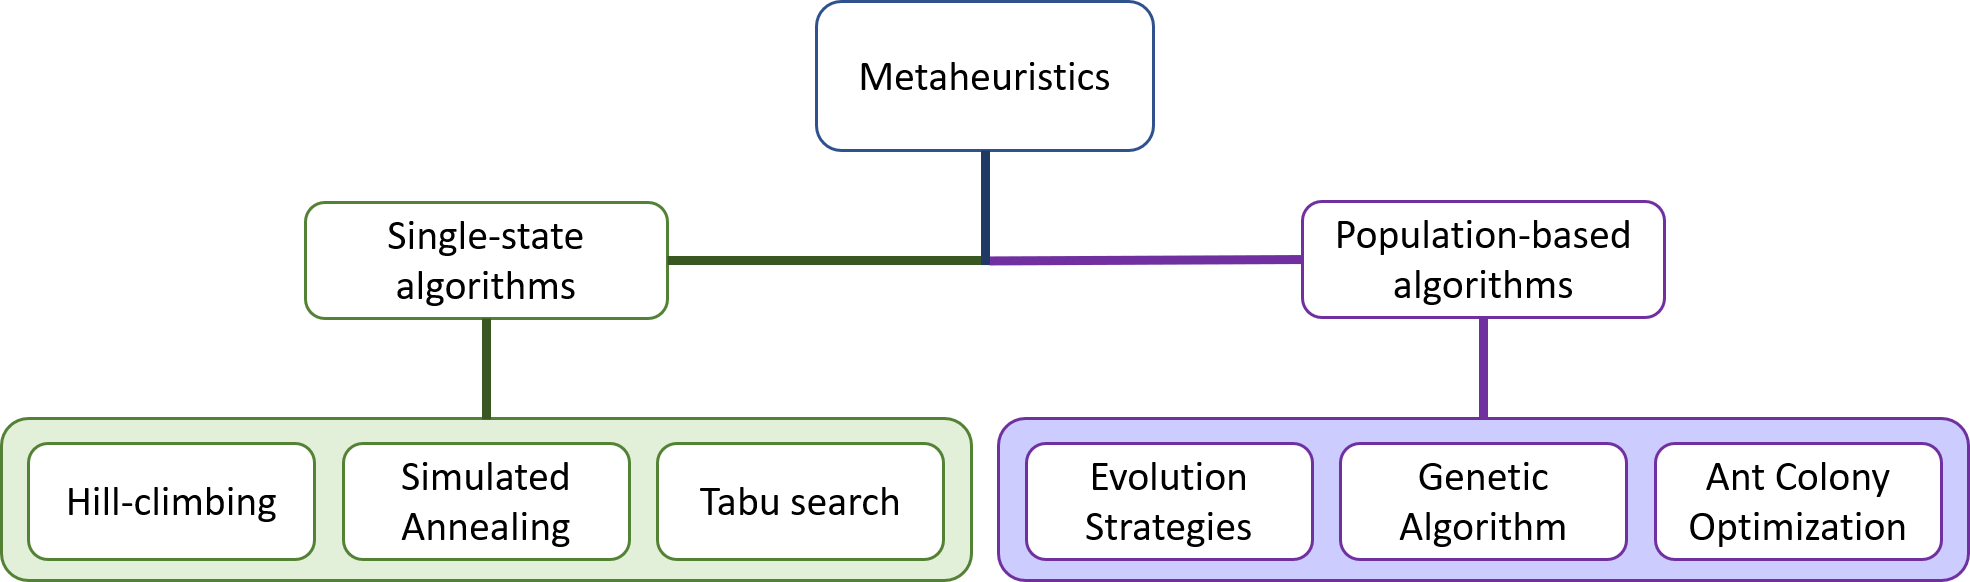 Metaheuristics
Single-state
algorithms
Population-based
algorithms
Hill-climbing
Simulated
Annealing
Tabu search
Evolution
Strategies
Genetic
Algorithm
Ant Colony
Optimization